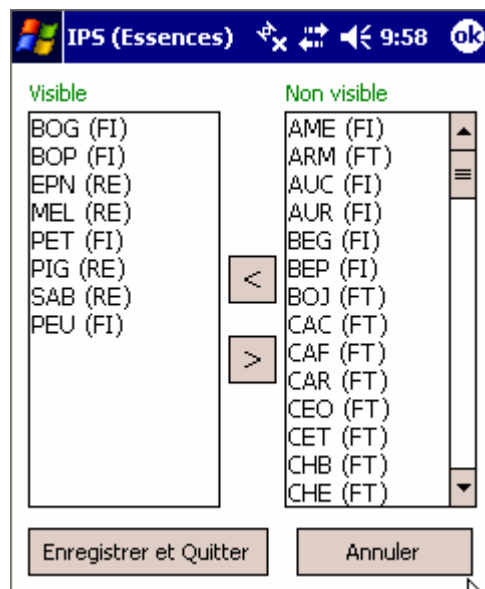 IPS (Essences) 9:58 ok
Visible
BOG (FI)
BOP (FI)
EPN (RE)
MEL (RE)
PET (FI)
PIG (RE)
SAB (RE)
PEU (FI)
<
>
Non visible
AME (FI)
ARM (FT)
AUC (FI)
AUR (FI)
BEG (FI)
BEP (FI)
BOJ (FT)
CAC (FT)
CAF (FT)
CAR (FT)
CEO (FT)
CET (FT)
CHB (FT)
CHE (FT)
Enregistrer et Quitter
Annuler